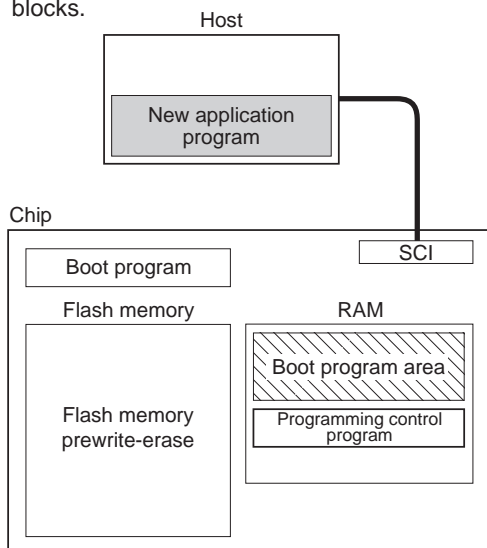 blocks.
Host
New application
program
Chip
SCI
Boot program
Flash memory
RAM
Boot program area
Flash memory
prewrite-erase
Programming control
program